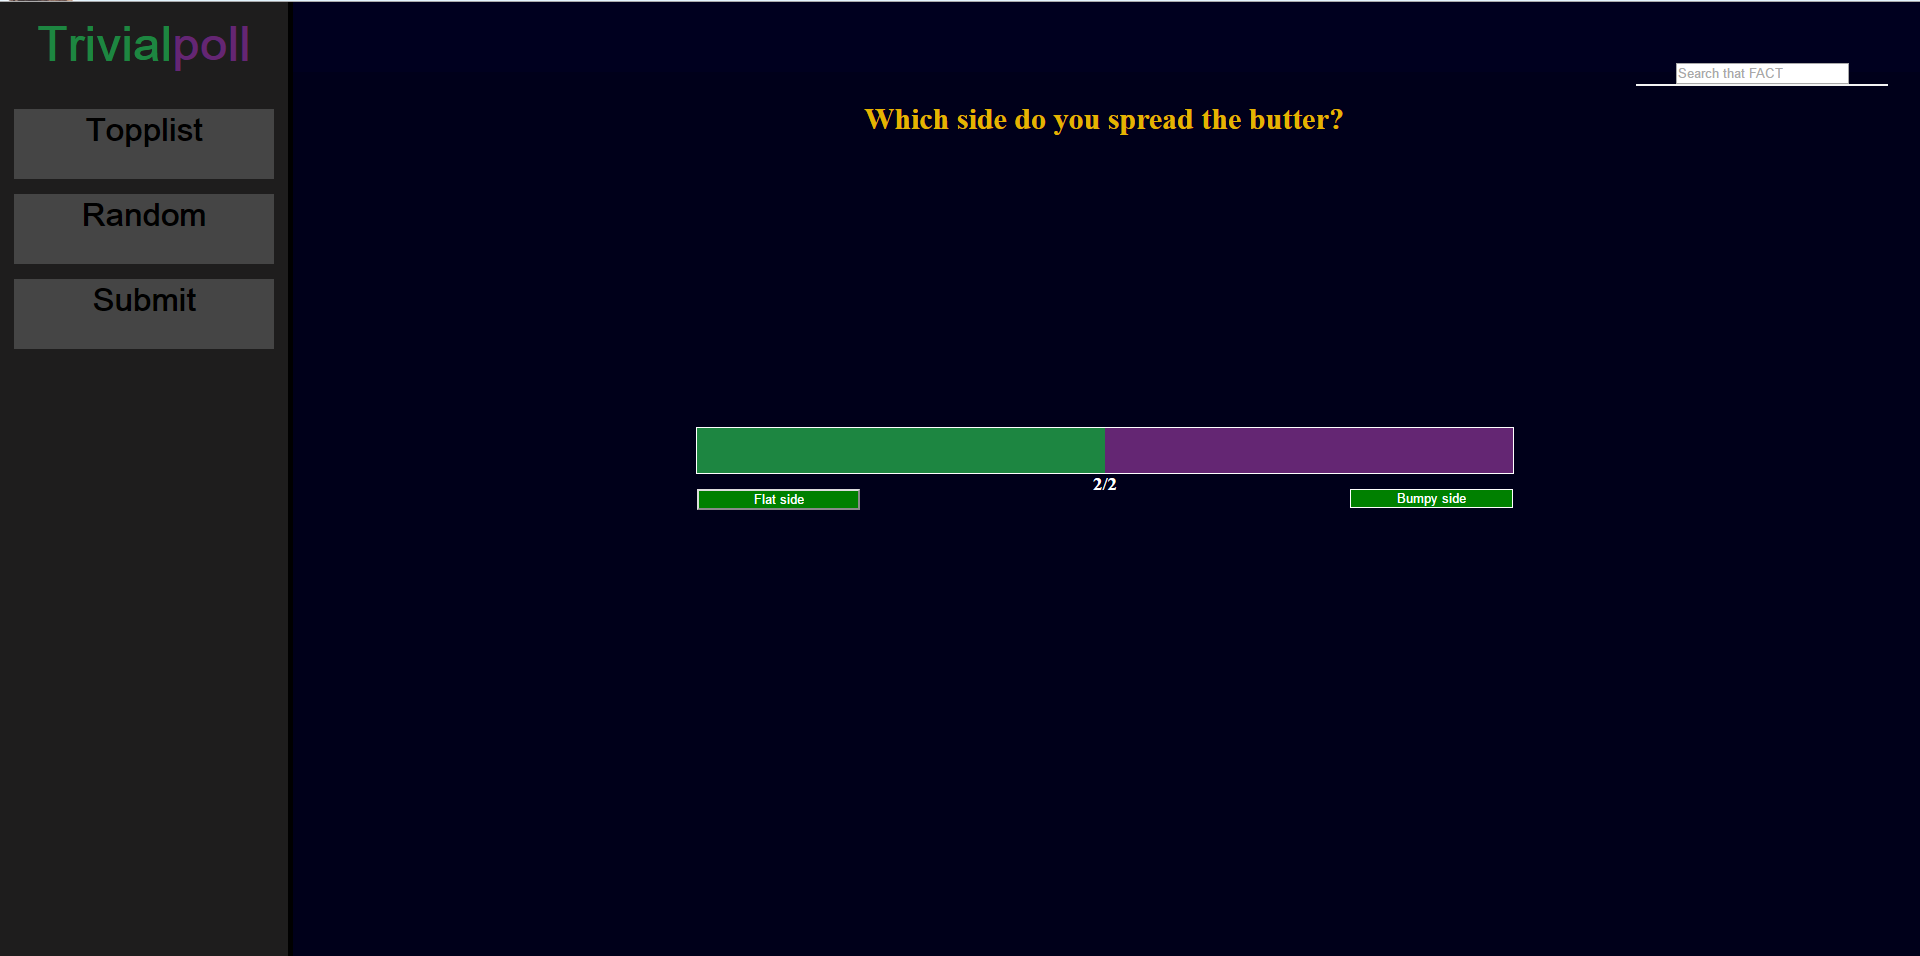 Trivialpoll
Topplist
Random
Submit
Search that FACT
Which side do you spread the butter?
2/2
Flat side
Bumpy side